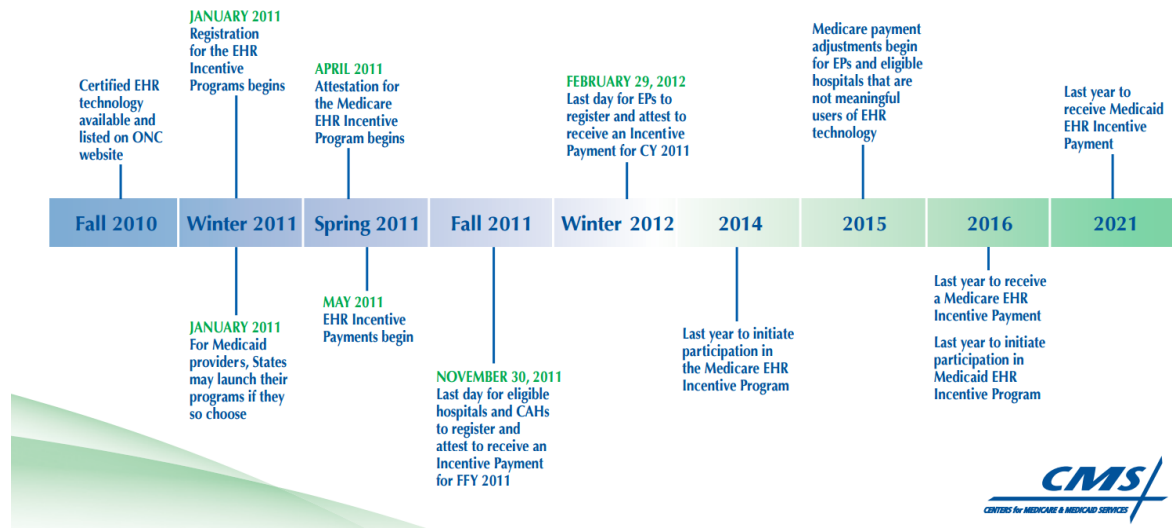 JANUARY 2011
Registration
for the EHR
Incentive
Programs begins
Certified EHR
technology
available and
listed on ONC
website
APRIL 2011
Attestation for
the Medicare
EHR Incentive
Program begins
FEBRUARY 29, 2012
Last day for EPs to
register and attest to
receive an Incentive
Payment for CY 2011
Medicare payment
adjustments begin
for EPs and eligible
hospitals that are
not meaningful
users of EHR
technology
Last year to
receive Medicaid
EHR Incentive
Payment
Fall 2010
Winter 2011
Spring 2011
Fall 2011
Winter 2012
2014
2015
2016
2021
JANUARY 2011
For Medicaid
providers, States
may launch their
programs if they
so choose
MAY 2011
EHR Incentive
Payments begin
NOVEMBER 30, 2011
Last day for eligible
hospitals and CAHs
to register and
attest to receive an
Incentive Payment
for FFY 2011
Last year to initiate
participation in
the Medicare EHR
Incentive Program
Last year to receive
a Medicare EHR
Incentive Payment
Last year to initiate
participation in
Medicaid EHR
Incentive Program
CMS
CENTERS for MEDICARE & MEDICAID SERVICES